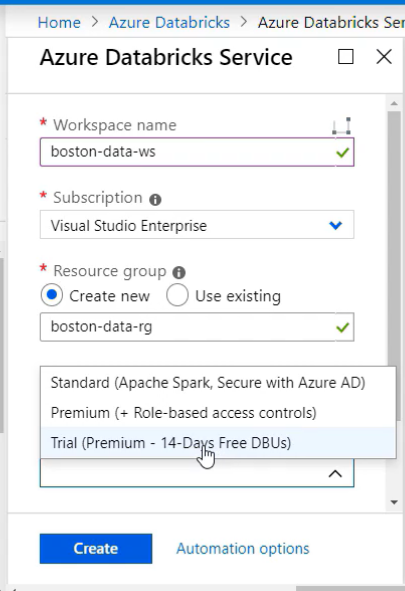 Home > Azure Databricks > Azure Databricks Ser
Azure Databricks Service
* Workspace name
boston-data-ws
* Subscription
Visual Studio Enterprise
* Resource group
Create new Use existing
boston-data-rg
Standard (Apache Spark, Secure with Azure AD)
Premium (+ Role-based access controls)
Trial (Premium - 14-Days Free DBUs)
Create Automation options